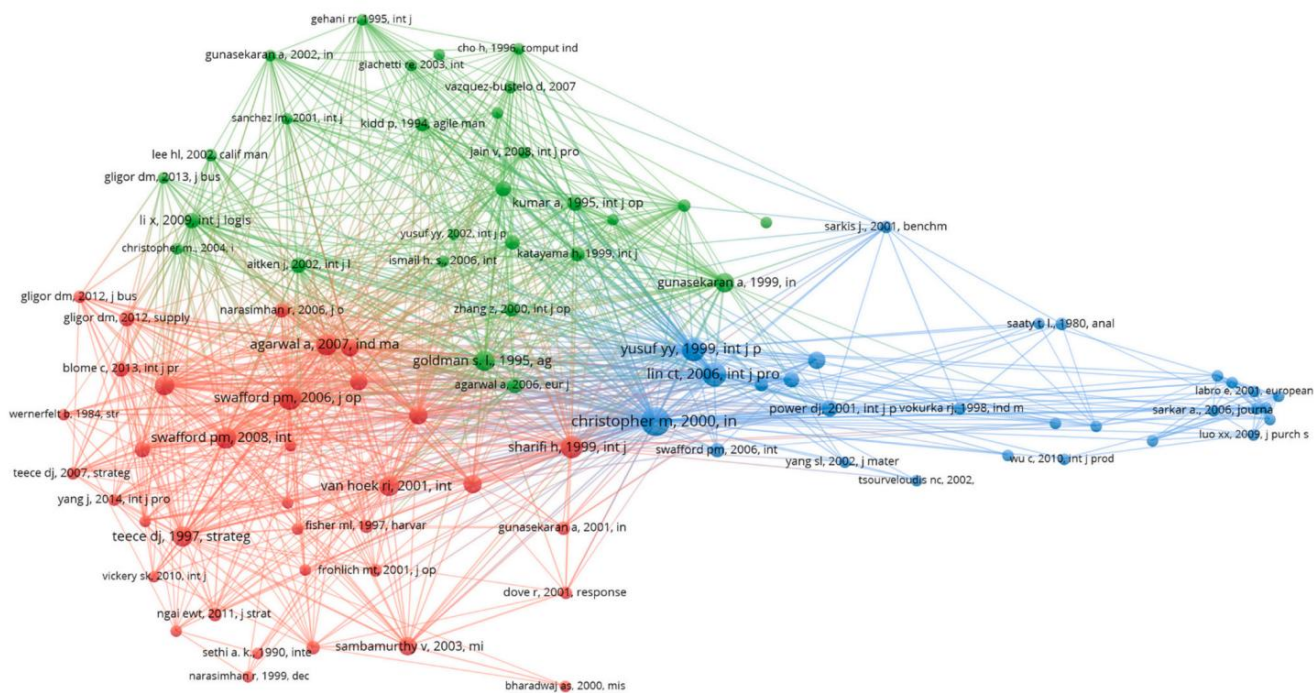 gehani rr, 1995, int j
cho h, 1996, comput ind
gunasekaran a, 2002, in
giachetti re, 2003, int
vazquez-bustelo d, 2007
sanchez lm, 2001, int j
kidd p, 1994, agile man
lee hl, 2002, calif man
jain v, 2008, int j pro
gligor dm, 2013, j bus
kumar a, 1995, int j op
li x, 2009, int j logis
sarkis j., 2001, benchm
yusuf yy, 2002, int j p
christopher m., 2004, i
katayama h, 1999, int j
ismail h. s., 2006, int
aitken j, 2002, int j l
gunasekaran a, 1999, in
gligor dm, 2012, j bus
narasimhan r, 2006, j o
zhang z, 2000, int j op
gligor dm, 2012, supply
saaty t. l., 1980, anal
agarwal a, 2007, ind ma
yusuf yy, 1999, int j p
goldman s. l., 1995, ag
blome c, 2013, int j pr
lin ct, 2006, int j pro
agarwal a, 2006, eur j
labro e, 2001, european
swafford pm, 2006, j op
power dj, 2001, int j p
vokurka rj, 1998, ind m
sarkar a., 2006, journa
wernerfelt b, 1984, str
christopher m, 2000, in
luo xx, 2009, j purch s
swafford pm, 2008, int
sharifi h, 1999, int j
swafford pm, 2006, int
wu c, 2010, int j prod
yang sl, 2002, j mater
teece dj, 2007, strateg
tsourveloudis nc, 2002,
van hoek ri, 2001, int
yang j, 2014, int j pro
fisher ml, 1997, harvar
gunasekaran a, 2001, in
teece dj, 1997, strateg
frohlich mt, 2001, j op
vickery sk, 2010, int j
dove r, 2001, response
ngai ewt, 2011, j strat
sambamurthy v, 2003, mi
sethi a. k., 1990, inte
narasimhan r, 1999, dec
bharadwaj as, 2000, mis